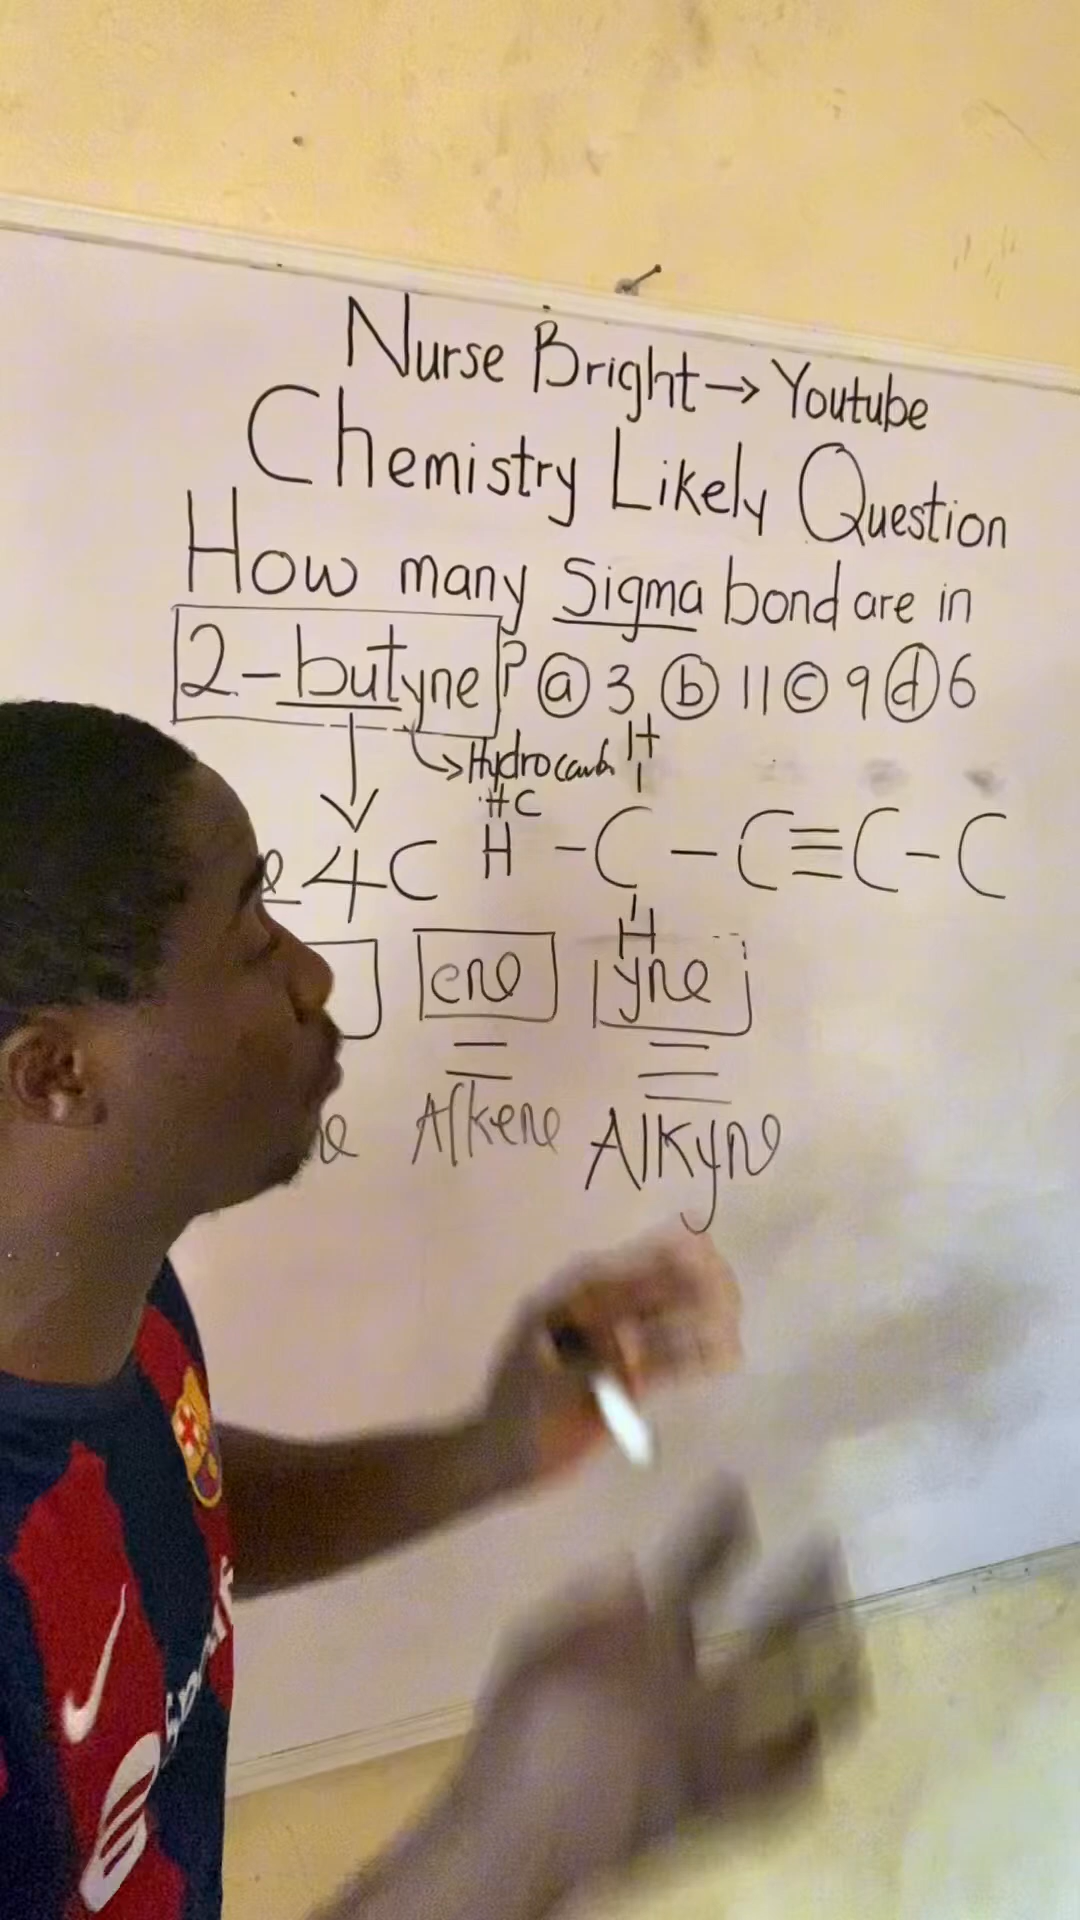 Nurse Bright → Youtube
Chemistry Likely Question
How many Sigma bond are in
2-butyne? ⓐ 3 ⓑ 11 ⓒ 9 ⓓ 6
H
HC
4C H - C - C ≡ C - C
H
ene yne
Alkene Alkyne